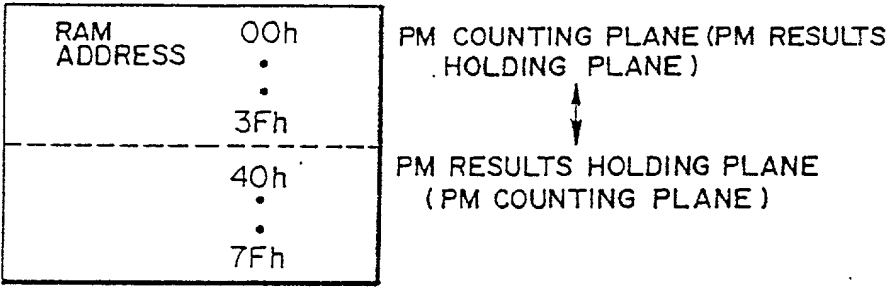 RAM ADDRESS 00h
•
•
3Fh
40h
•
•
7Fh
PM COUNTING PLANE (PM RESULTS
HOLDING PLANE)
PM RESULTS HOLDING PLANE
(PM COUNTING PLANE)